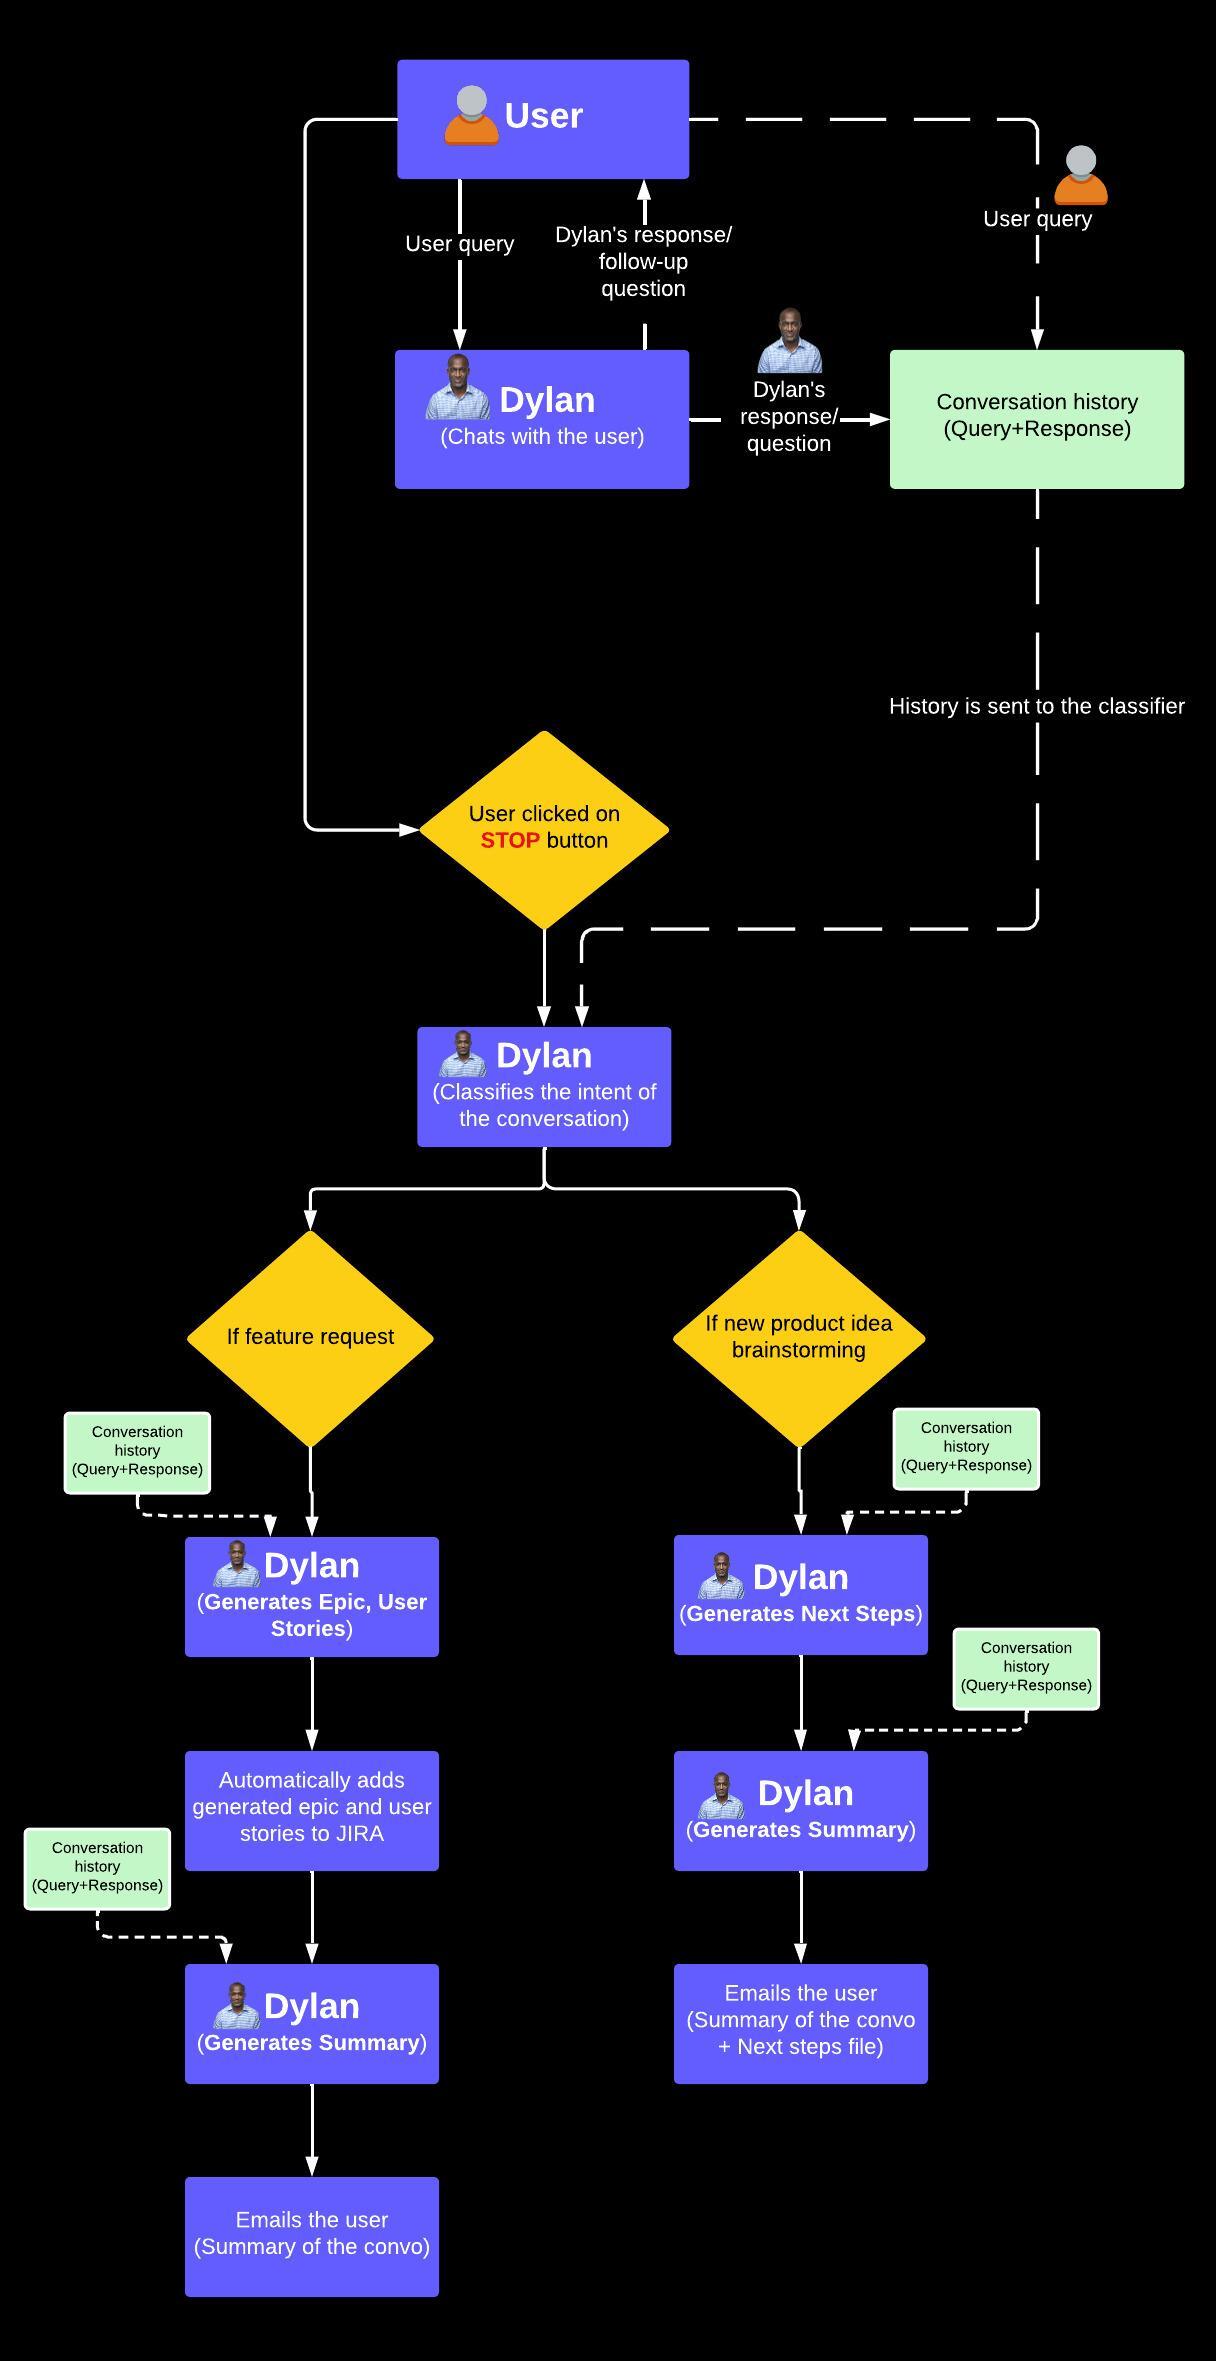 User
User query
Dylan's response/
follow-up
question
User query
Dylan
(Chats with the user)
Dylan's
response/
question
Conversation history
(Query+Response)
History is sent to the classifier
User clicked on
STOP button
Dylan
(Classifies the intent of
the conversation)
If feature request
If new product idea
brainstorming
Conversation
history
(Query+Response)
Conversation
history
(Query+Response)
Dylan
(Generates Epic, User
Stories)
Dylan
(Generates Next Steps)
Conversation
history
(Query+Response)
Automatically adds
generated epic and user
stories to JIRA
Dylan
(Generates Summary)
Conversation
history
(Query+Response)
Dylan
(Generates Summary)
Emails the user
(Summary of the convo
+ Next steps file)
Emails the user
(Summary of the convo)